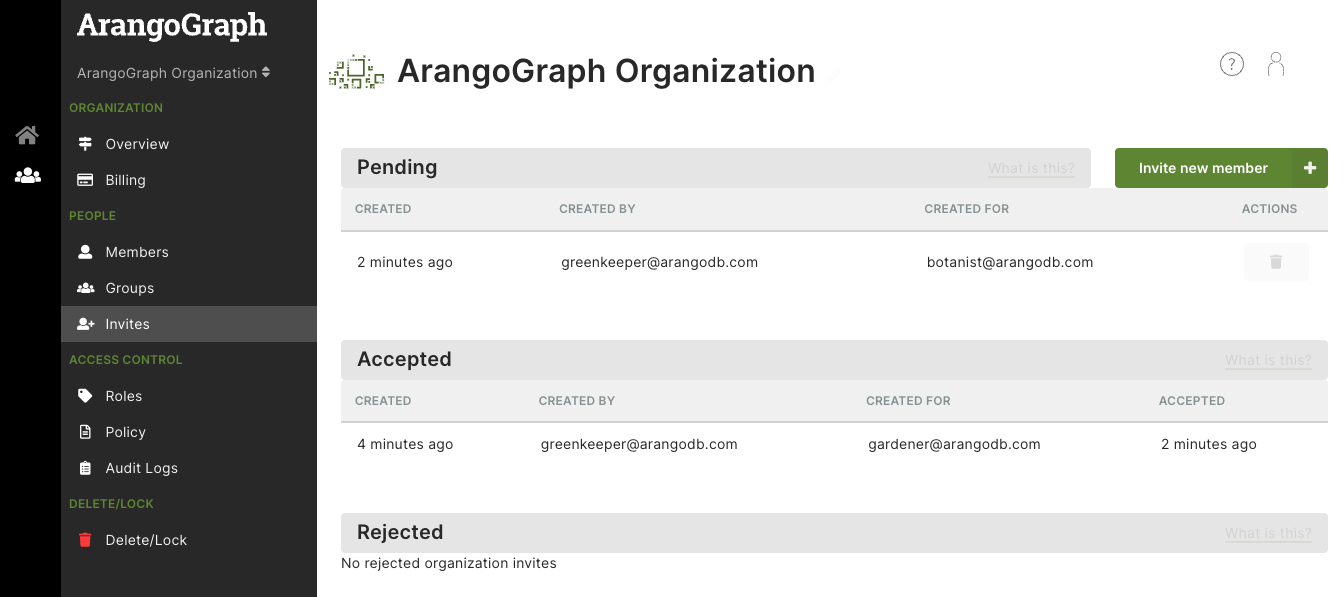 ArangoGraph
ArangoGraph Organization
ORGANIZATION
Overview
Billing
PEOPLE
Members
Groups
Invites
ACCESS CONTROL
Roles
Policy
Audit Logs
DELETE/LOCK
Delete/Lock
ArangoGraph Organization
?
Pending What is this? Invite new member +
CREATED CREATED BY CREATED FOR ACTIONS
2 minutes ago greenkeeper@arangodb.com botanist@arangodb.com
Accepted What is this?
CREATED CREATED BY CREATED FOR ACCEPTED
4 minutes ago greenkeeper@arangodb.com gardener@arangodb.com 2 minutes ago
Rejected What is this?
No rejected organization invites